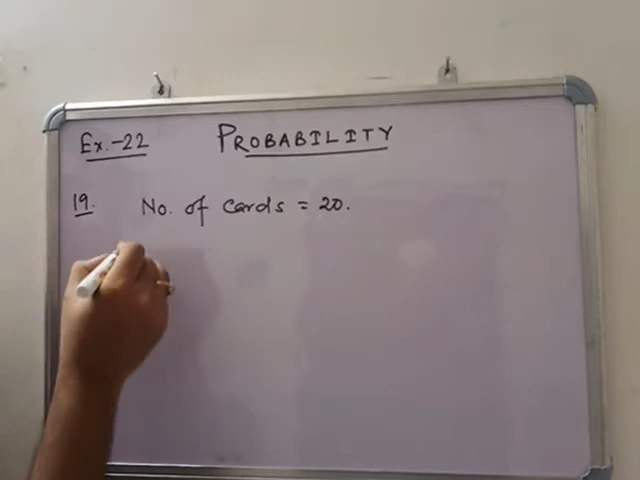 Ex.-22 PROBABILITY
19. No. of cards = 20.